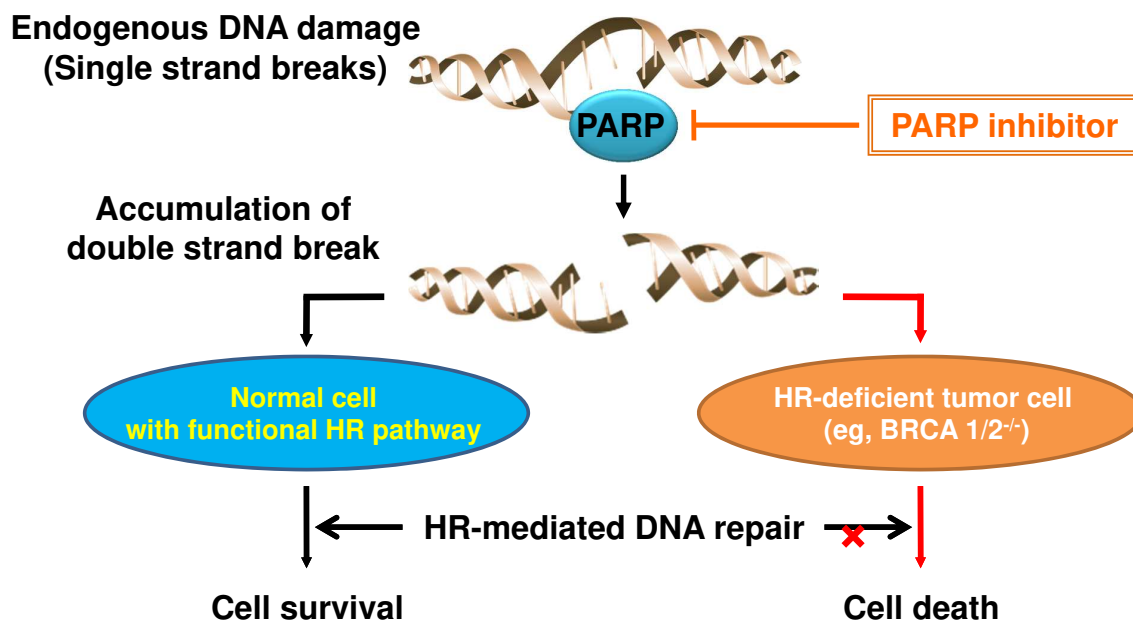 Endogenous DNA damage
(Single strand breaks)
PARP
PARP inhibitor
Accumulation of
double strand break
Normal cell
with functional HR pathway
HR-deficient tumor cell
(eg, BRCA 1/2-/-)
HR-mediated DNA repair
Cell survival
Cell death